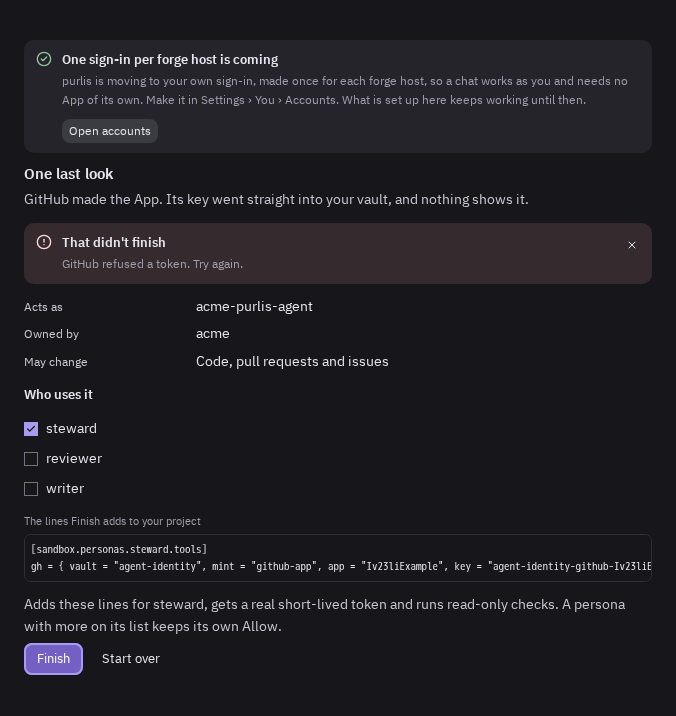 One sign-in per forge host is coming
purlis is moving to your own sign-in, made once for each forge host, so a chat works as you and needs no
App of its own. Make it in Settings › You › Accounts. What is set up here keeps working until then.
Open accounts
One last look
GitHub made the App. Its key went straight into your vault, and nothing shows it.
That didn't finish
GitHub refused a token. Try again.
Acts as acme-purlis-agent
Owned by acme
May change Code, pull requests and issues
Who uses it
steward
reviewer
writer
The lines Finish adds to your project
[sandbox.personas.steward.tools]
gh = { vault = "agent-identity", mint = "github-app", app = "Iv23liExample", key = "agent-identity-github-Iv23liE
Adds these lines for steward, gets a real short-lived token and runs read-only checks. A persona
with more on its list keeps its own Allow.
Finish Start over